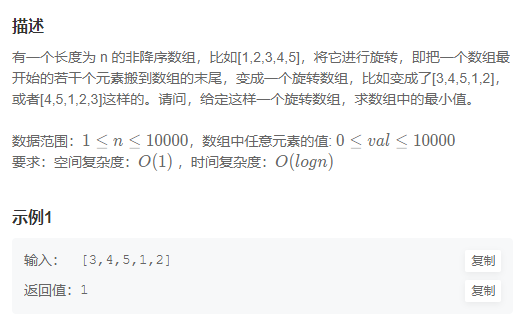 描述
有一个长度为 n 的非降序数组，比如[1,2,3,4,5]，将它进行旋转，即把一个数组最
开始的若干个元素搬到数组的末尾，变成一个旋转数组，比如变成了[3,4,5,1,2]，
或者[4,5,1,2,3]这样的。请问，给定这样一个旋转数组，求数组中的最小值。
数据范围：1 ≤ n ≤ 10000，数组中任意元素的值: 0 ≤ val ≤ 10000
要求：空间复杂度：O(1) ，时间复杂度：O(logn)
示例1
输入： [3,4,5,1,2] 复制
返回值：1 复制